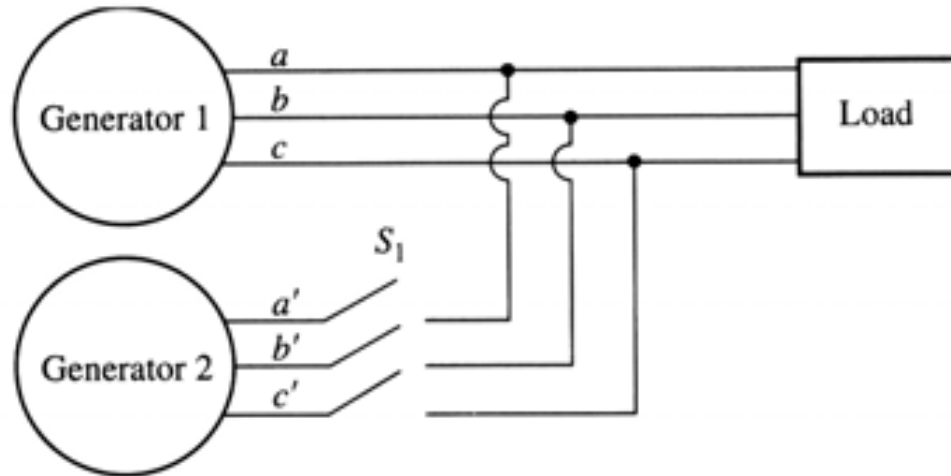 a
Generator 1
b
Load
c
S₁
a′
Generator 2
b′
c′